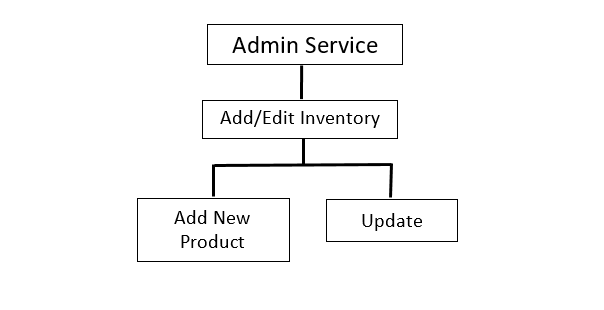 Admin Service
Add/Edit Inventory
Add New
Product
Update